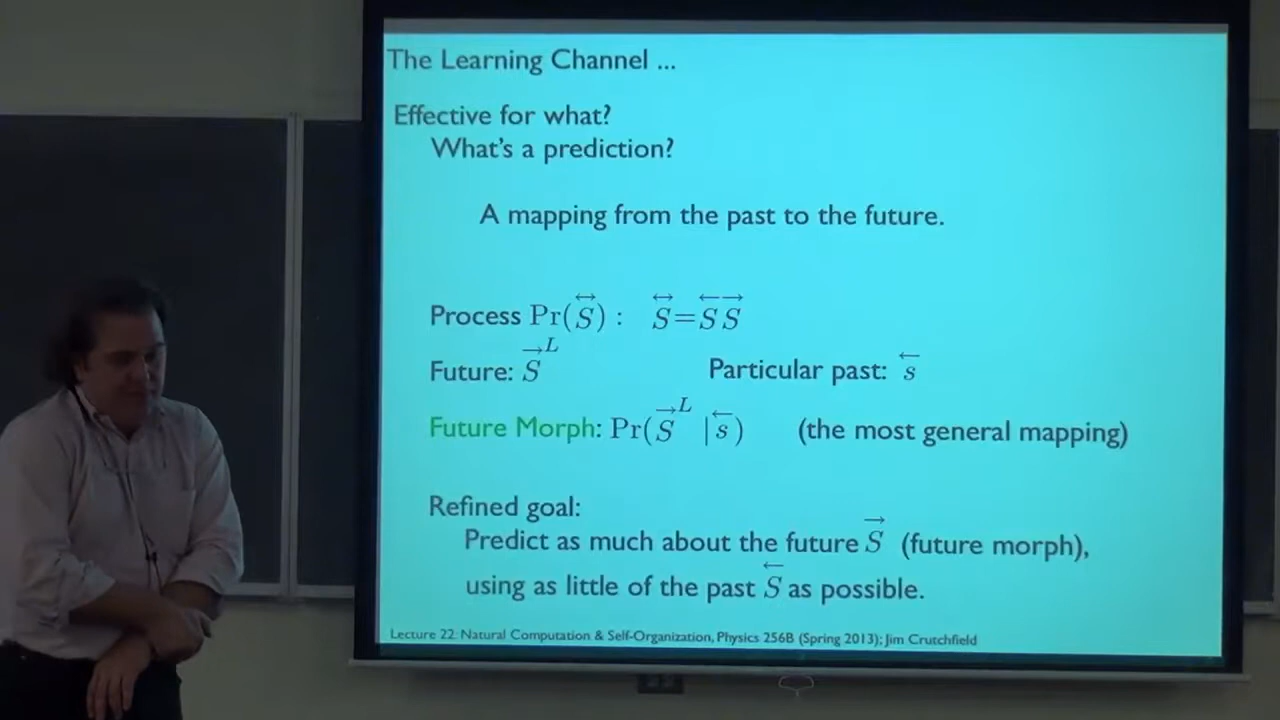 The Learning Channel ...
Effective for what?
What's a prediction?
A mapping from the past to the future.
Process Pr(S⃡) : S⃡=S⃖S⃗
Future: S⃗ᴸ Particular past: s⃖
Future Morph: Pr(S⃗ᴸ |s⃖) (the most general mapping)
Refined goal:
Predict as much about the future S⃗ (future morph),
using as little of the past S⃖ as possible.
Lecture 22: Natural Computation & Self-Organization, Physics 256B (Spring 2013); Jim Crutchfield